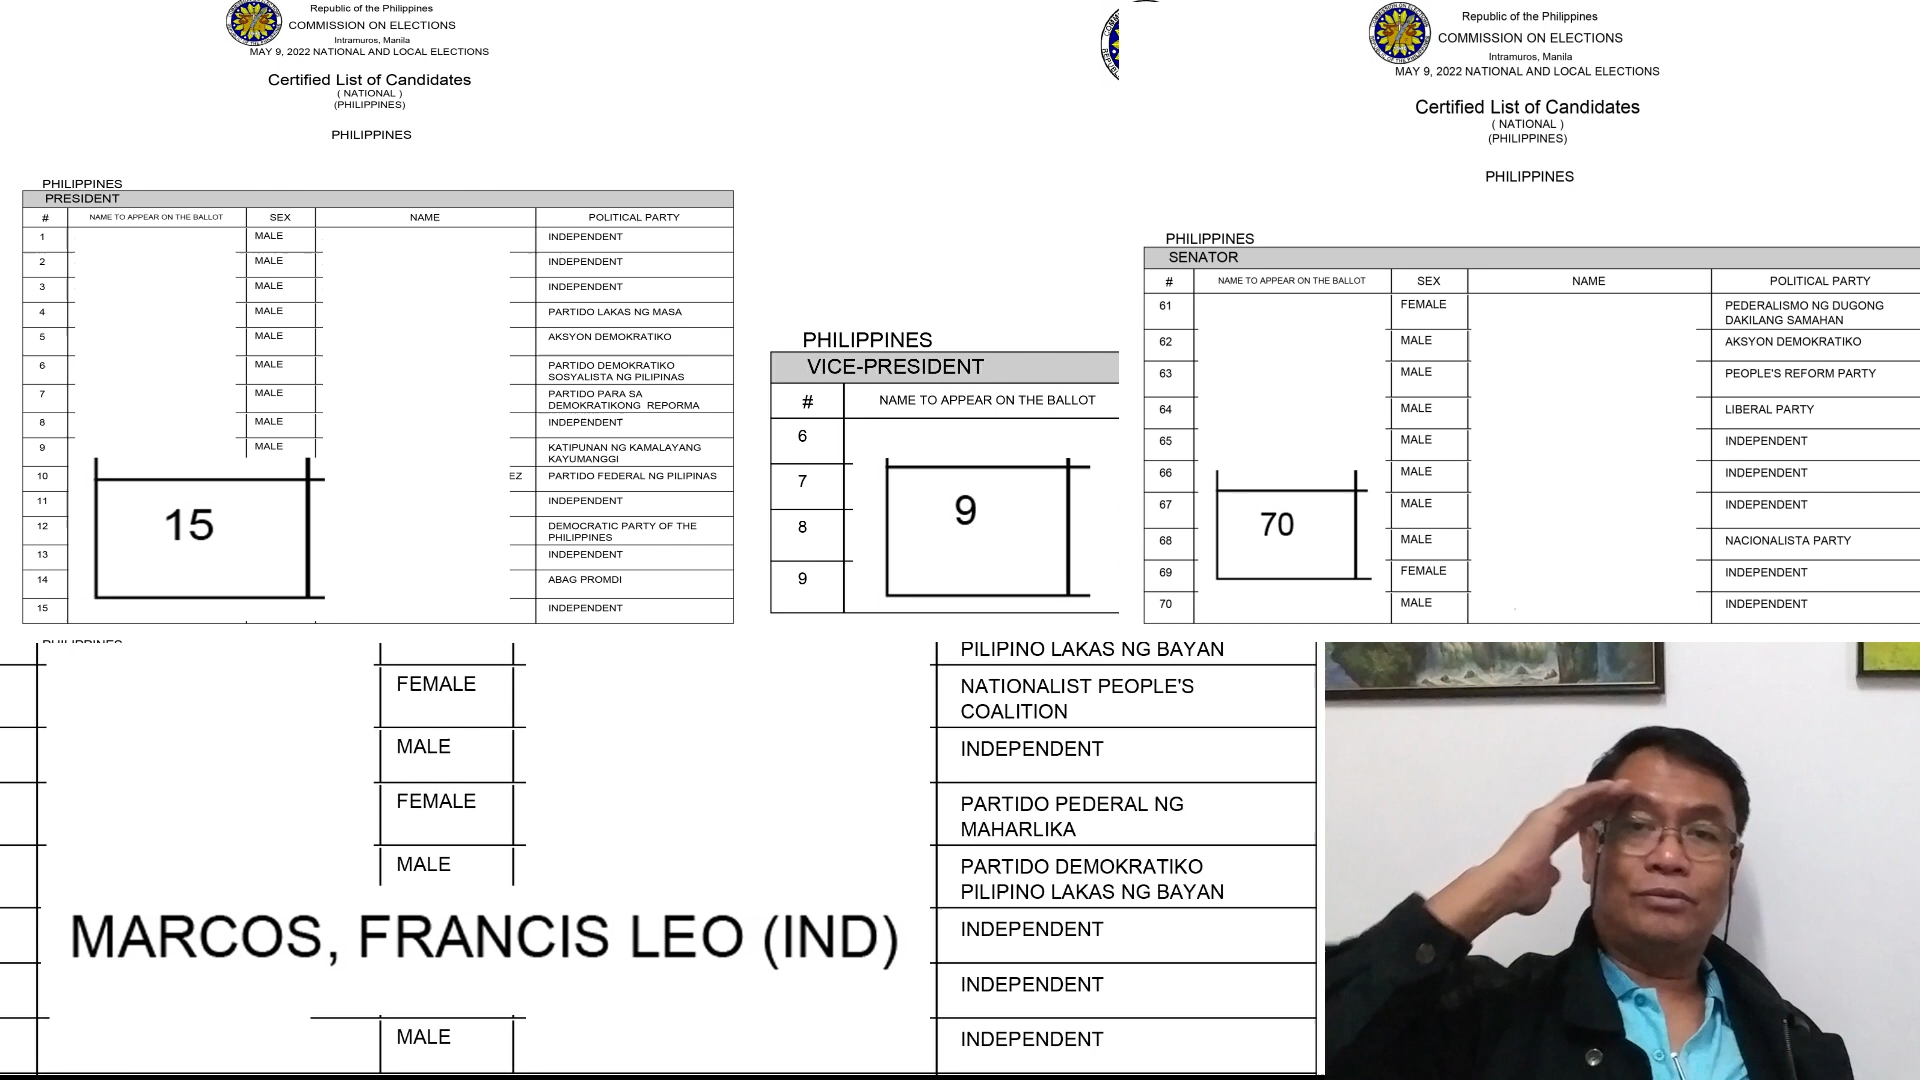 Republic of the Philippines
COMMISSION ON ELECTIONS
Intramuros, Manila
MAY 9, 2022 NATIONAL AND LOCAL ELECTIONS
Certified List of Candidates
( NATIONAL )
(PHILIPPINES)
PHILIPPINES
PHILIPPINES
PRESIDENT
# NAME TO APPEAR ON THE BALLOT SEX NAME POLITICAL PARTY
1 MALE INDEPENDENT
2 MALE INDEPENDENT
3 MALE INDEPENDENT
4 MALE PARTIDO LAKAS NG MASA
5 MALE AKSYON DEMOKRATIKO
6 MALE PARTIDO DEMOKRATIKO
SOSYALISTA NG PILIPINAS
7 MALE PARTIDO PARA SA
DEMOKRATIKONG REPORMA
8 MALE INDEPENDENT
9 MALE KATIPUNAN NG KAMALAYANG
KAYUMANGGI
10 EZ PARTIDO FEDERAL NG PILIPINAS
11 INDEPENDENT
12 DEMOCRATIC PARTY OF THE
PHILIPPINES
13 INDEPENDENT
14 ABAG PROMDI
15 INDEPENDENT
15
PHILIPPINES
VICE-PRESIDENT
# NAME TO APPEAR ON THE BALLOT
6
7
8
9
9
Republic of the Philippines
COMMISSION ON ELECTIONS
Intramuros, Manila
MAY 9, 2022 NATIONAL AND LOCAL ELECTIONS
Certified List of Candidates
( NATIONAL )
(PHILIPPINES)
PHILIPPINES
PHILIPPINES
SENATOR
# NAME TO APPEAR ON THE BALLOT SEX NAME POLITICAL PARTY
61 FEMALE PEDERALISMO NG DUGONG
DAKILANG SAMAHAN
62 MALE AKSYON DEMOKRATIKO
63 MALE PEOPLE'S REFORM PARTY
64 MALE LIBERAL PARTY
65 MALE INDEPENDENT
66 MALE INDEPENDENT
67 MALE INDEPENDENT
68 MALE NACIONALISTA PARTY
69 FEMALE INDEPENDENT
70 MALE INDEPENDENT
70
PILIPINO LAKAS NG BAYAN
FEMALE NATIONALIST PEOPLE'S
COALITION
MALE INDEPENDENT
FEMALE PARTIDO PEDERAL NG
MAHARLIKA
MALE PARTIDO DEMOKRATIKO
PILIPINO LAKAS NG BAYAN
MARCOS, FRANCIS LEO (IND) INDEPENDENT
INDEPENDENT
MALE INDEPENDENT